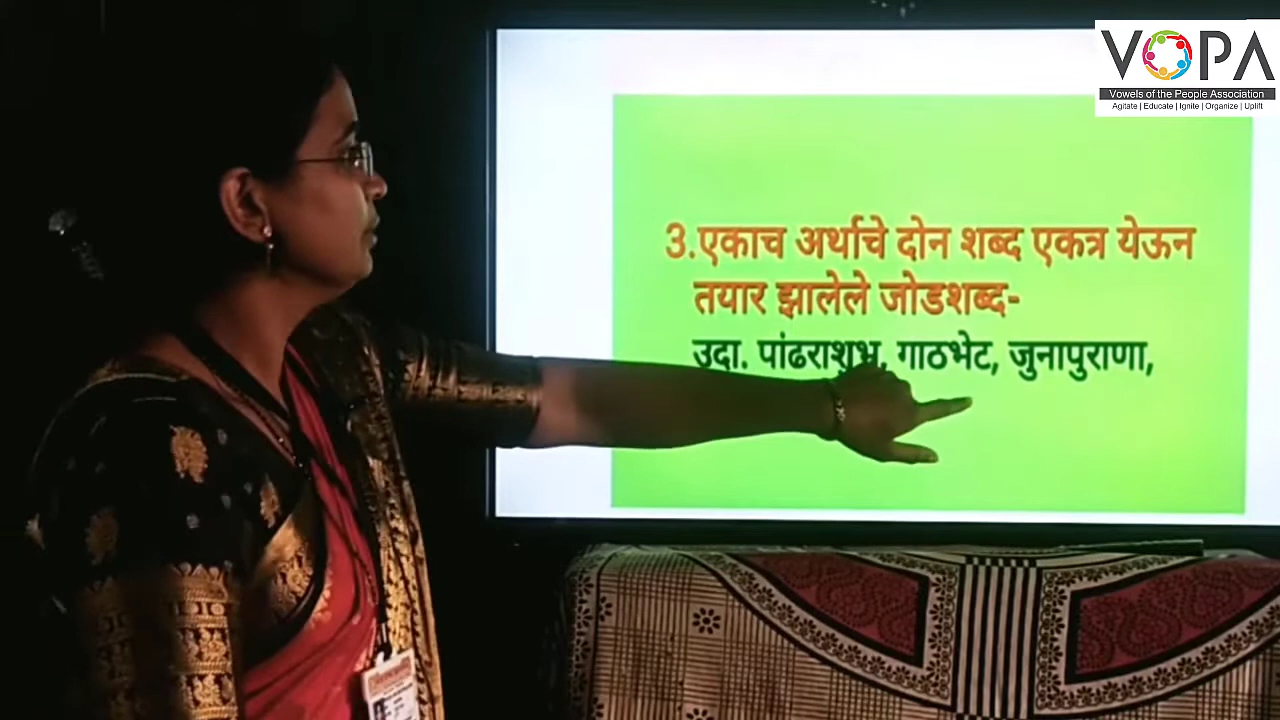 VOPA
Vowels of the People Association
Agitate | Educate | Ignite | Organize | Uplift
3.एकाच अर्थाचे दोन शब्द एकत्र येऊन
तयार झालेले जोडशब्द-
उदा. पांढराशुभ्र, गाठभेट, जुनापुराणा,